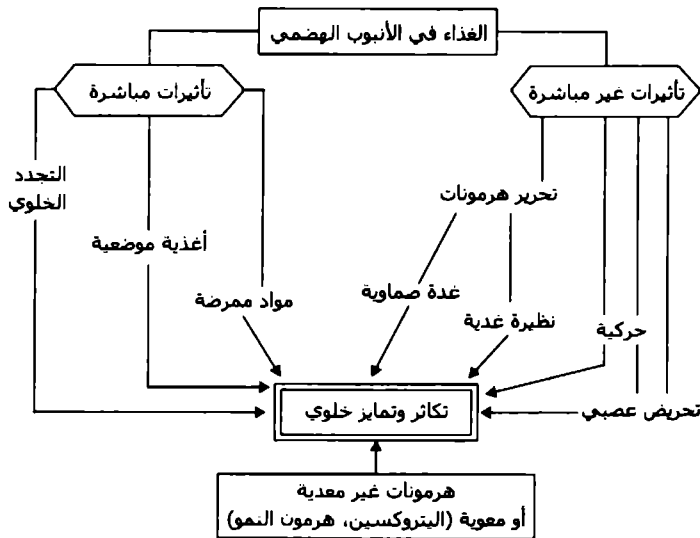 الغذاء في الأنبوب الهضمي
تأثيرات مباشرة
تأثيرات غير مباشرة
التجدد
الخلوي
أغذية موضعية
مواد ممرضة
تحرير هرمونات
غدة صماوية
نظيرة غدية
حركية
تحريض عصبي
تكاثر وتمايز خلوي
هرمونات غير معدية
أو معوية (اليتروكسين، هرمون النمو)